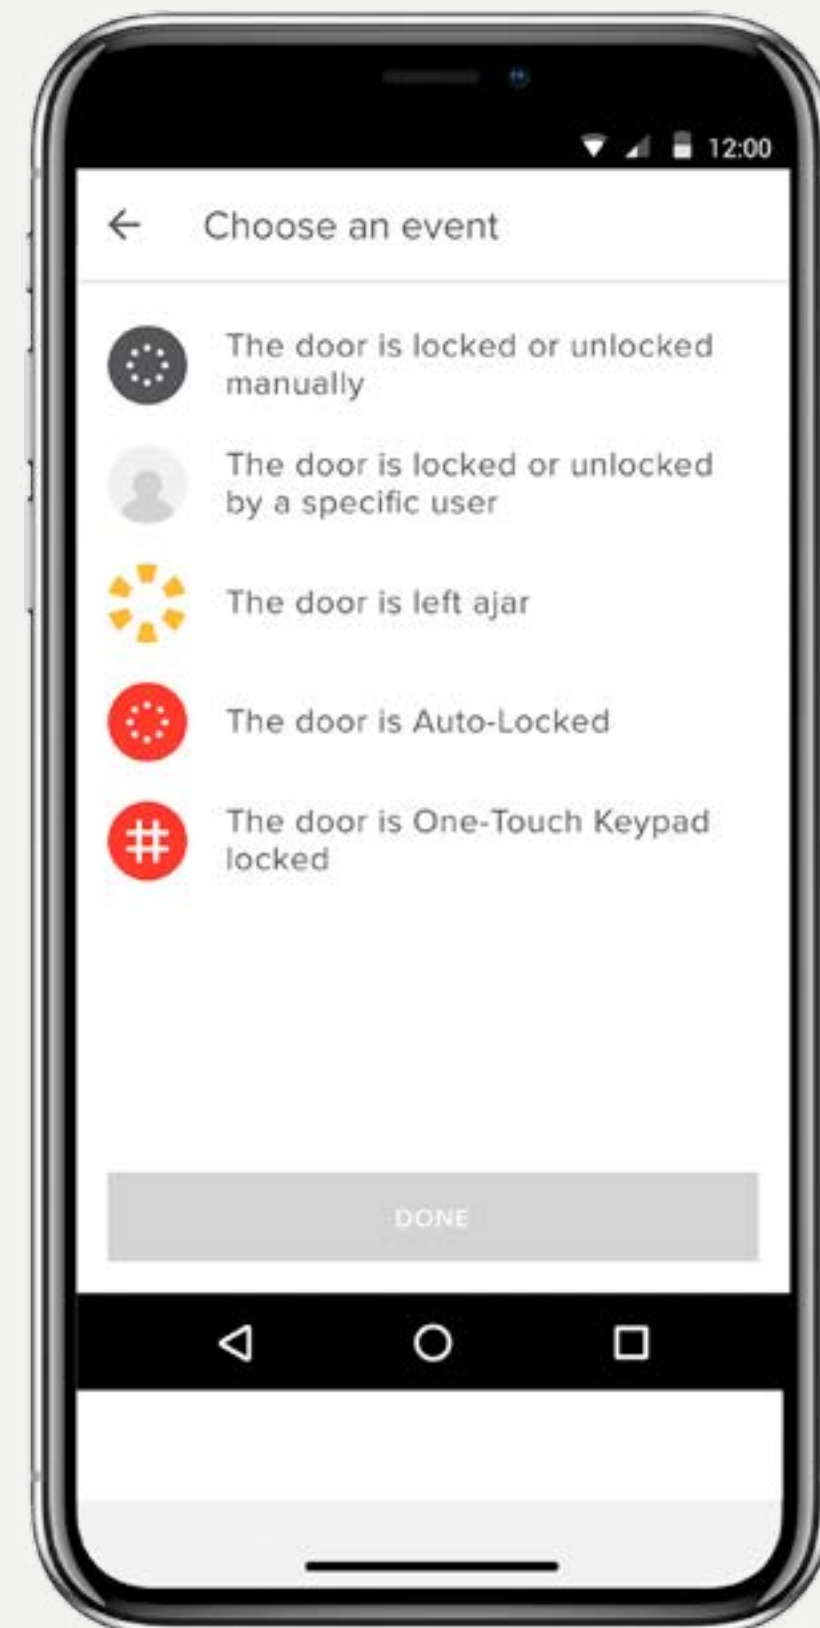 12:00
Choose an event
The door is locked or unlocked
manually
The door is locked or unlocked
by a specific user
The door is left ajar
The door is Auto-Locked
The door is One-Touch Keypad
locked
DONE